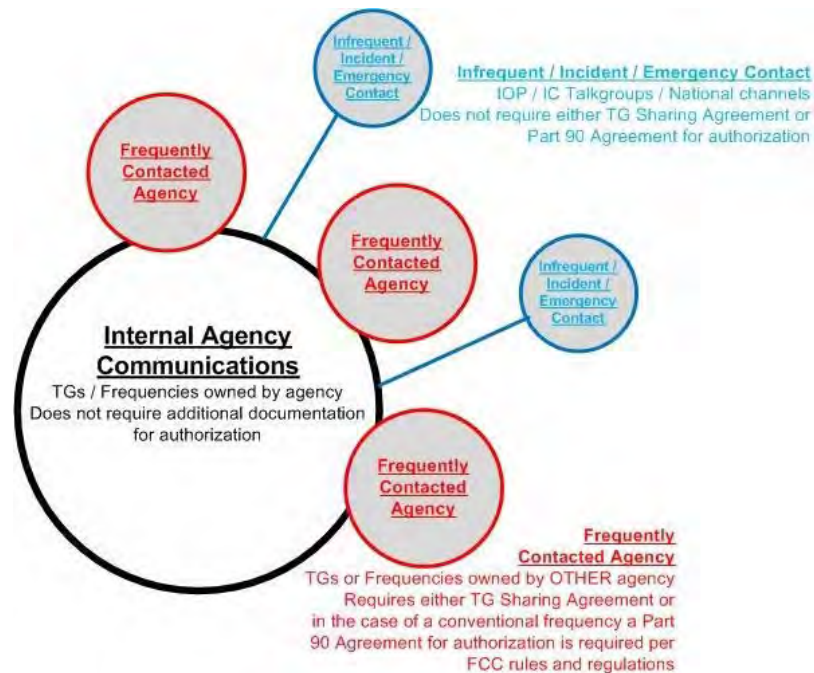 Infrequent /
Incident /
Emergency
Contact
Infrequent / Incident / Emergency Contact
IOP / IC Talkgroups / National channels
Does not require either TG Sharing Agreement or
Part 90 Agreement for authorization
Frequently
Contacted
Agency
Frequently
Contacted
Agency
Infrequent /
Incident /
Emergency
Contact
Internal Agency
Communications
TGs / Frequencies owned by agency
Does not require additional documentation
for authorization
Frequently
Contacted
Agency
Frequently
Contacted Agency
TGs or Frequencies owned by OTHER agency
Requires either TG Sharing Agreement or
in the case of a conventional frequency a Part
90 Agreement for authorization is required per
FCC rules and regulations